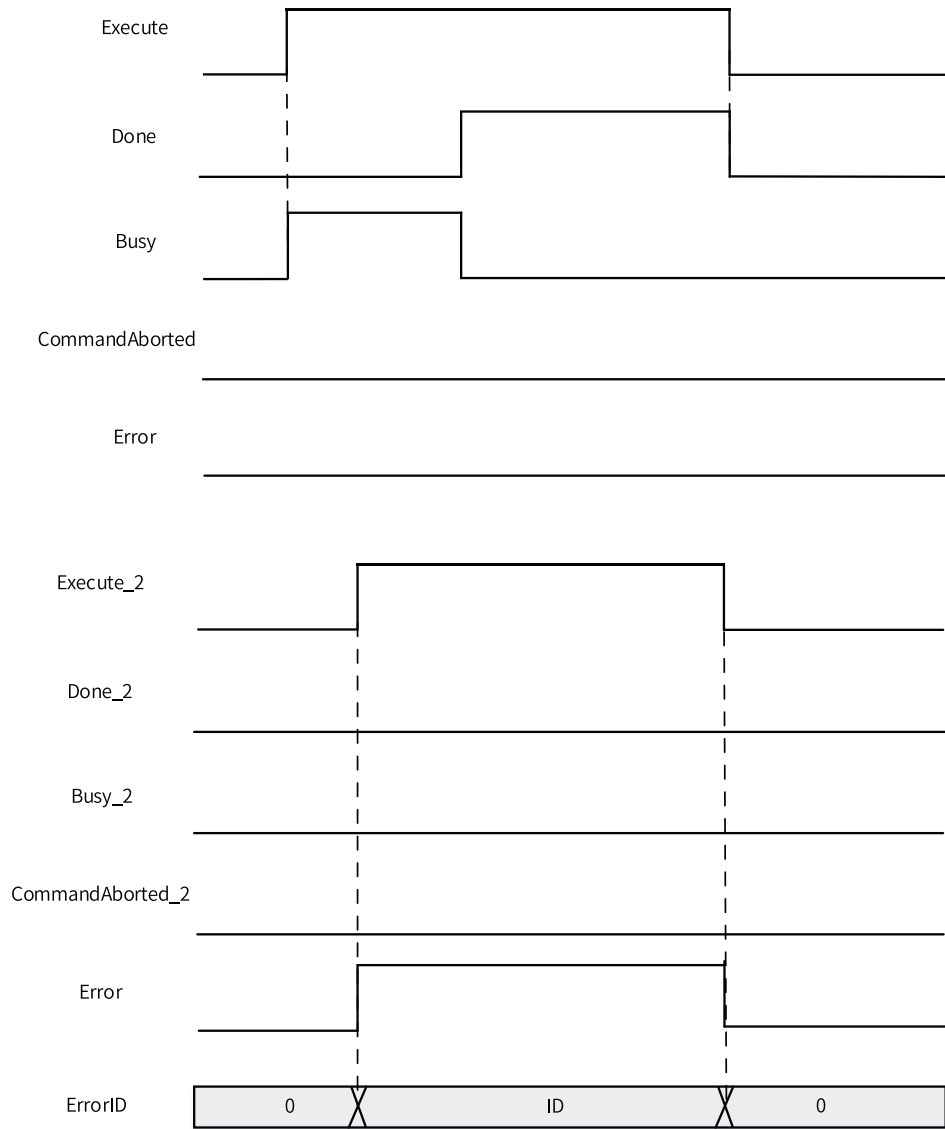 Execute
Done
Busy
CommandAborted
Error
Execute_2
Done_2
Busy_2
CommandAborted_2
Error
ErrorID 0 ID 0